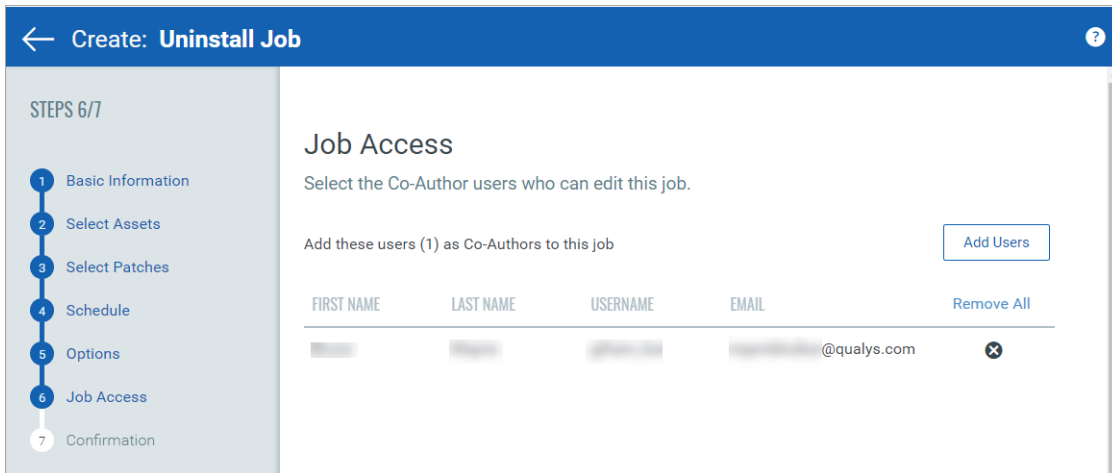 Create: Uninstall Job
?
STEPS 6/7
1 Basic Information
2 Select Assets
3 Select Patches
4 Schedule
5 Options
6 Job Access
7 Confirmation
Job Access
Select the Co-Author users who can edit this job.
Add these users (1) as Co-Authors to this job
Add Users
FIRST NAME LAST NAME USERNAME EMAIL Remove All
@qualys.com